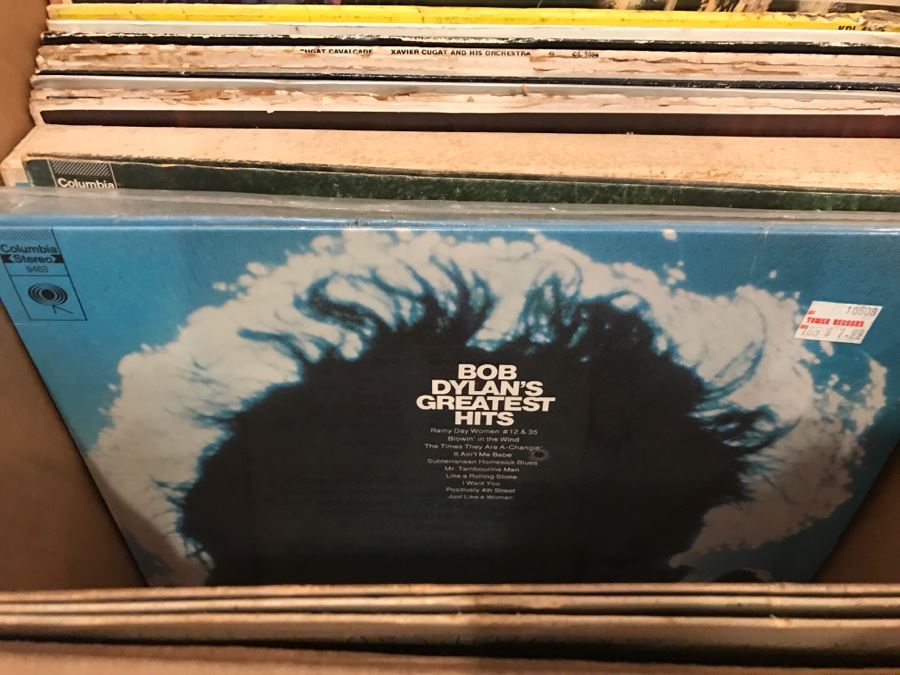 CUGAT CAVALCADE XAVIER CUGAT AND HIS ORCHESTRA
Columbia
Columbia
Stereo
9463
10509
TOWER RECORDS
BOB
DYLAN'S
GREATEST
HITS
Rainy Day Women #12 & 35
Blowin' in the Wind
The Times They Are A-Changin'
It Ain't Me Babe
Subterranean Homesick Blues
Mr. Tambourine Man
Like a Rolling Stone
I Want You
Positively 4th Street
Just Like a Woman